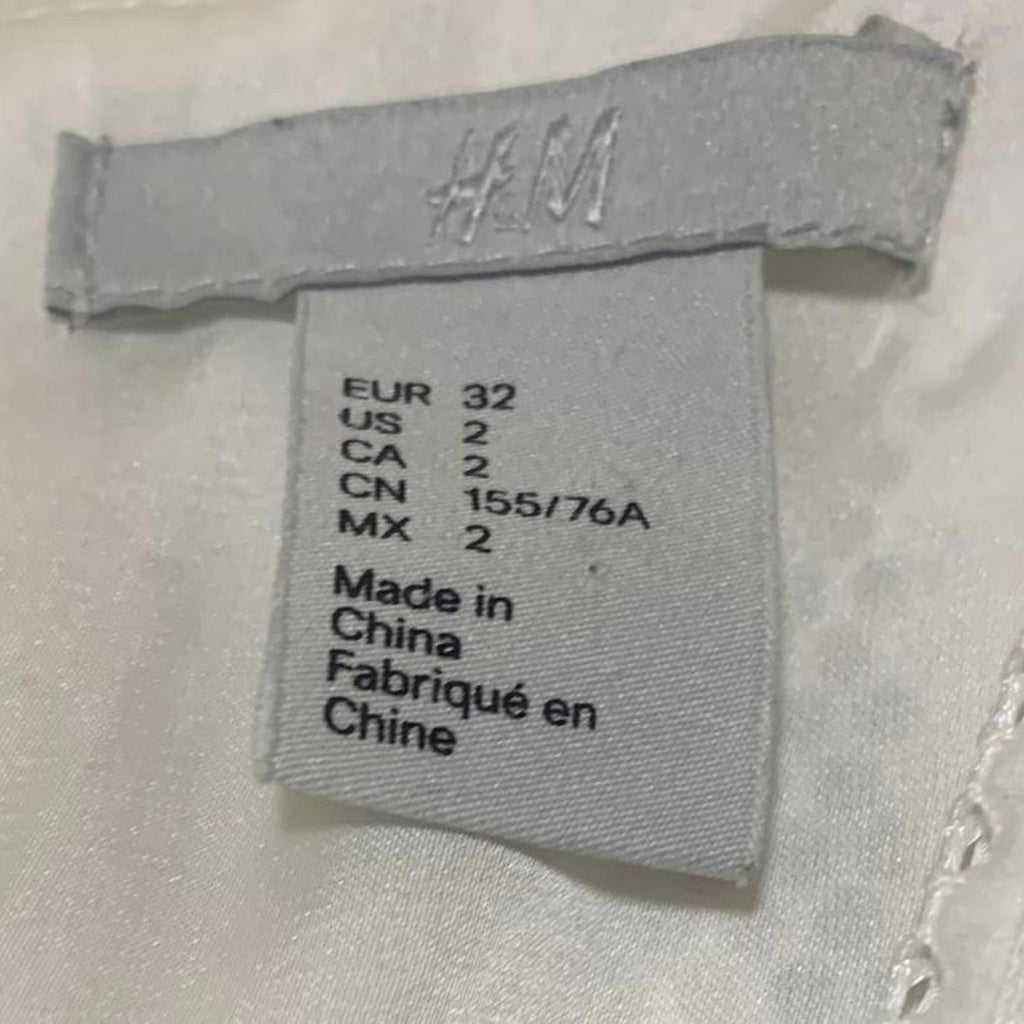 H&M
EUR 32
US 2
CA 2
CN 155/76A
MX 2
Made in
China
Fabriqué en
Chine